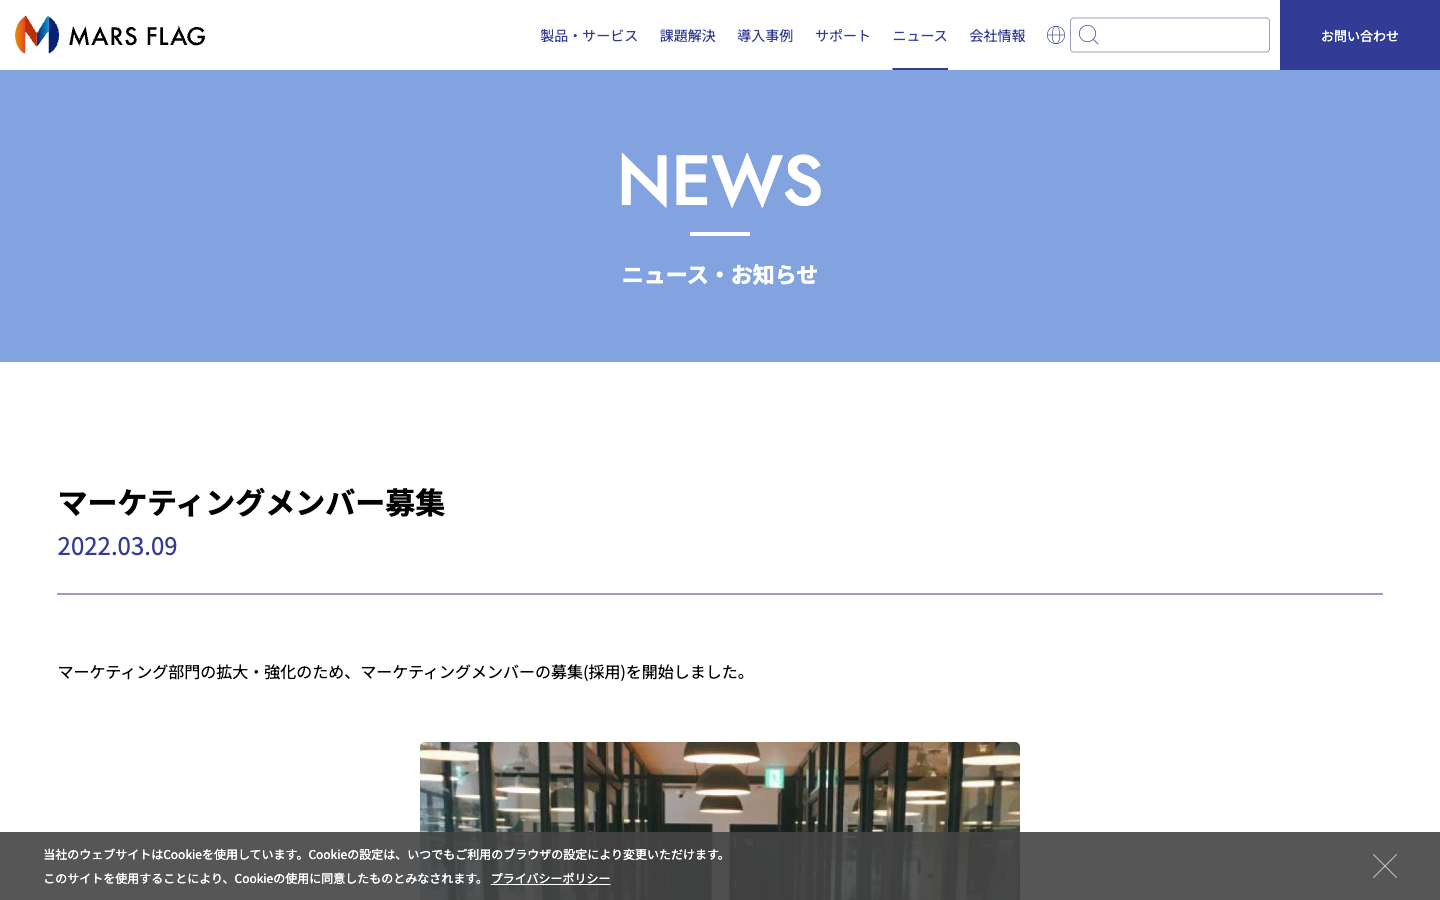 MARS FLAG
製品・サービス 課題解決 導入事例 サポート ニュース 会社情報 お問い合わせ
NEWS
ニュース・お知らせ
マーケティングメンバー募集
2022.03.09
マーケティング部門の拡大・強化のため、マーケティングメンバーの募集(採用)を開始しました。
当社のウェブサイトはCookieを使用しています。Cookieの設定は、いつでもご利用のブラウザの設定により変更いただけます。
このサイトを使用することにより、Cookieの使用に同意したものとみなされます。 プライバシーポリシー